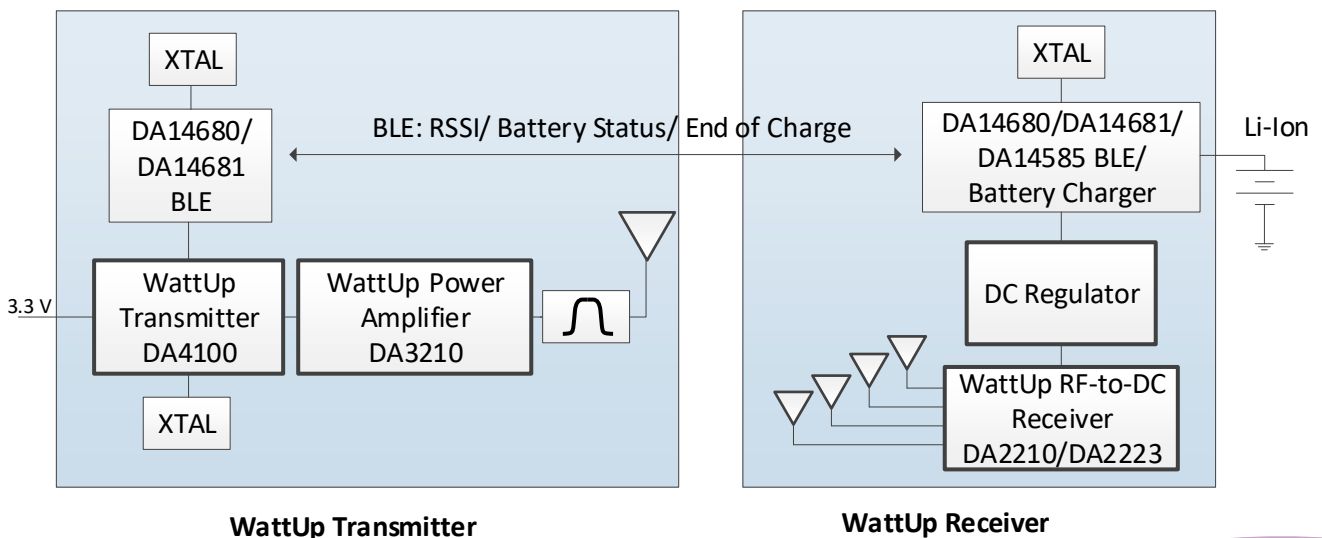 XTAL
DA14680/
DA14681
BLE
3.3 V
WattUp
Transmitter
DA4100
XTAL
WattUp Power
Amplifier
DA3210
BLE: RSSI/ Battery Status/ End of Charge
XTAL
DA14680/DA14681/
DA14585 BLE/
Battery Charger
Li-Ion
DC Regulator
WattUp RF-to-DC
Receiver
DA2210/DA2223
WattUp Transmitter
WattUp Receiver